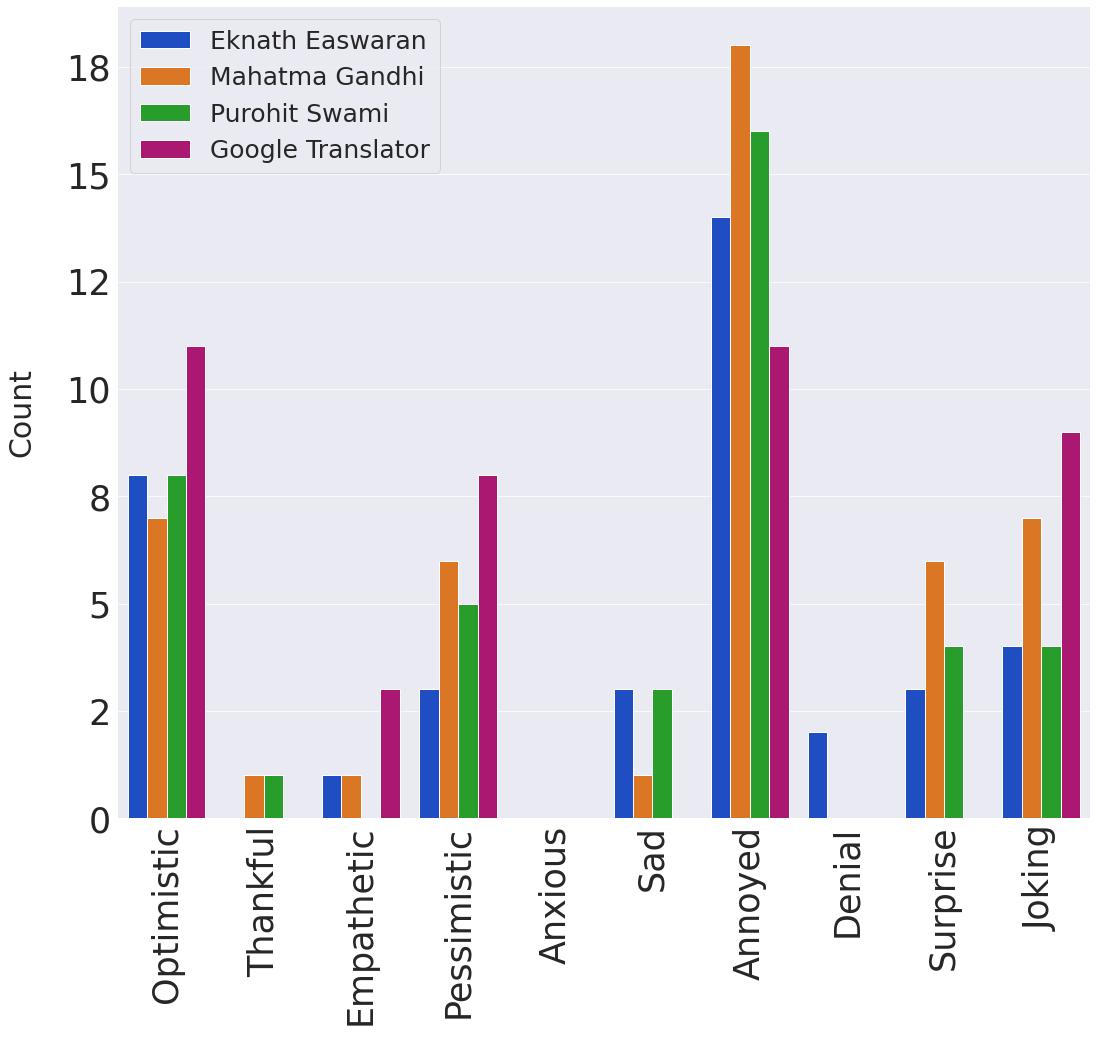 Eknath Easwaran
Mahatma Gandhi
Purohit Swami
Google Translator
Count
18
15
12
10
8
5
2
0
Optimistic
Thankful
Empathetic
Pessimistic
Anxious
Sad
Annoyed
Denial
Surprise
Joking